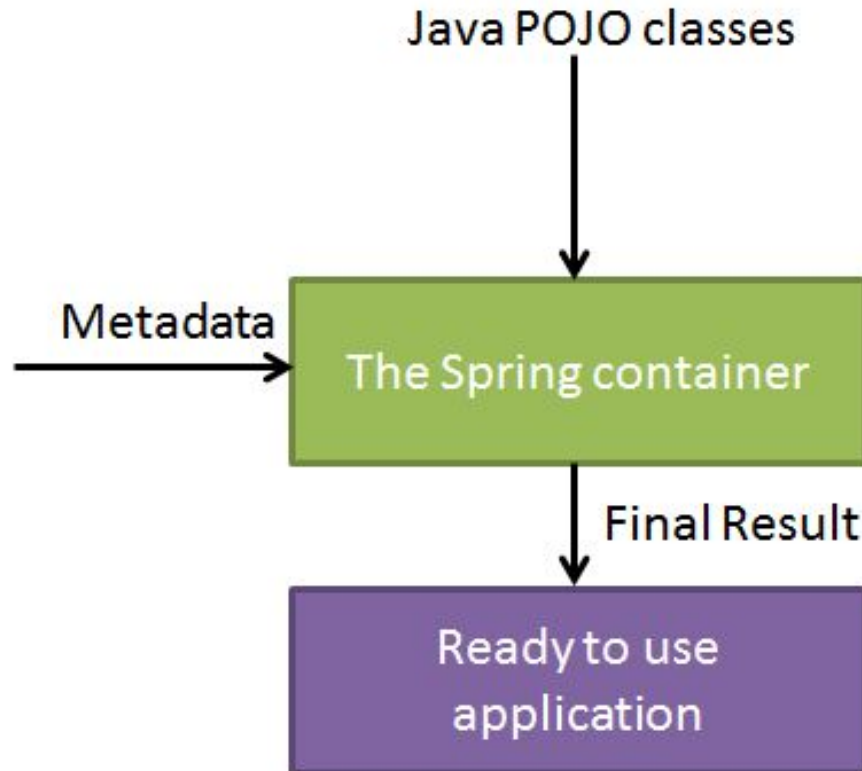 Java POJO classes
Metadata
The Spring container
Final Result
Ready to use
application